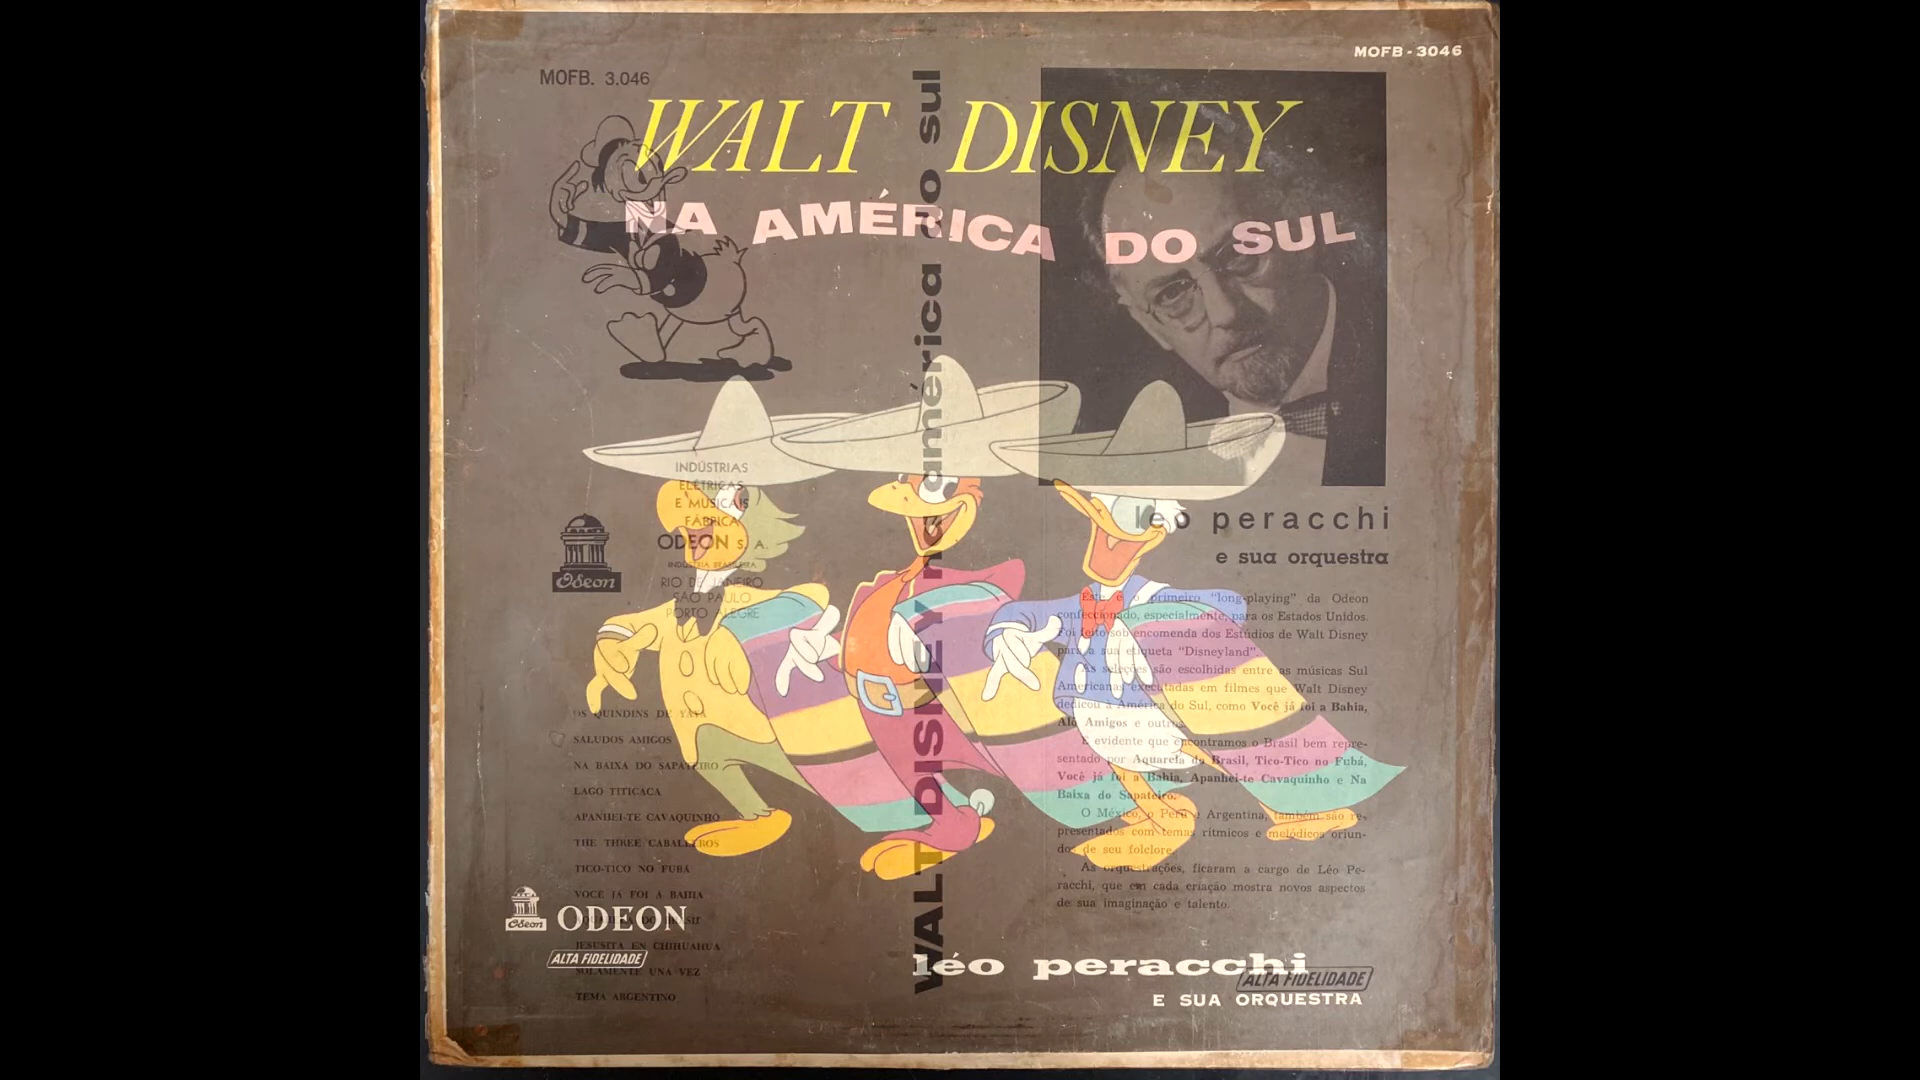 MOFB - 3046
MOFB. 3.046
WALT DISNEY
NA AMÉRICA DO SUL
WALT DISNEY na américa do sul
INDÚSTRIAS
ELÉTRICAS
E MUSICAIS
FÁBRICA
ODEON S. A.
INDÚSTRIA BRASILEIRA
RIO DE JANEIRO
SÃO PAULO
PORTO ALEGRE
Odeon
léo peracchi
e sua orquestra
Este é o primeiro "long-playing" da Odeon
confeccionado, especialmente, para os Estados Unidos.
Foi feito sob encomenda dos Estúdios de Walt Disney
para a sua etiqueta "Disneyland".
As seleções são escolhidas entre as músicas Sul
Americanas executadas em filmes que Walt Disney
dedicou a América do Sul, como Você já foi a Bahia,
Alô Amigos e outros.
É evidente que encontramos o Brasil bem repre-
sentado por Aquarela do Brasil, Tico-Tico no Fubá,
Você já foi a Bahia, Apanhei-te Cavaquinho e Na
Baixa do Sapateiro.
O México, o Peru e Argentina, também são re-
presentados com temas rítmicos e melódicos oriun-
dos de seu folclore.
As orquestrações, ficaram a cargo de Léo Pe-
racchi, que em cada criação mostra novos aspectos
de sua imaginação e talento.
OS QUINDINS DE YAYA
SALUDOS AMIGOS
NA BAIXA DO SAPATEIRO
LAGO TITICACA
APANHEI-TE CAVAQUINHO
THE THREE CABALLEROS
TICO-TICO NO FUBÁ
VOCÊ JÁ FOI A BAHIA
JESUSITA EN CHIHUAHUA
SOLAMENTE UNA VEZ
TEMA ARGENTINO
Odeon
ODEON
ALTA FIDELIDADE
léo peracchi
ALTA FIDELIDADE
E SUA ORQUESTRA